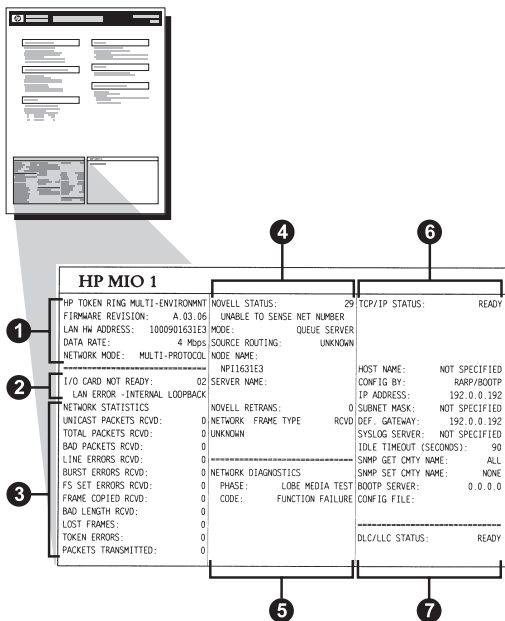 4
6
HP MIO 1
1
HP TOKEN RING MULTI-ENVIRONMNT
FIRMWARE REVISION: A.03.06
LAN HW ADDRESS: 1000901631E3
DATA RATE: 4 Mbps
NETWORK MODE: MULTI-PROTOCOL
2
I/O CARD NOT READY: 02
LAN ERROR -INTERNAL LOOPBACK
3
NETWORK STATISTICS
UNICAST PACKETS RCVD: 0
TOTAL PACKETS RCVD: 0
BAD PACKETS RCVD: 0
LINE ERRORS RCVD: 0
BURST ERRORS RCVD: 0
FS SET ERRORS RCVD: 0
FRAME COPIED RCVD: 0
BAD LENGTH RCVD: 0
LOST FRAMES: 0
TOKEN ERRORS: 0
PACKETS TRANSMITTED: 0
NOVELL STATUS: 29
UNABLE TO SENSE NET NUMBER
MODE: QUEUE SERVER
SOURCE ROUTING: UNKNOWN
NODE NAME:
NPI1631E3
SERVER NAME:
NOVELL RETRANS: 0
NETWORK FRAME TYPE RCVD
UNKNOWN
NETWORK DIAGNOSTICS
PHASE: LOBE MEDIA TEST
CODE: FUNCTION FAILURE
TCP/IP STATUS: READY
HOST NAME: NOT SPECIFIED
CONFIG BY: RARP/BOOTP
IP ADDRESS: 192.0.0.192
SUBNET MASK: NOT SPECIFIED
DEF. GATEWAY: 192.0.0.192
SYSLOG SERVER: NOT SPECIFIED
IDLE TIMEOUT (SECONDS): 90
SNMP GET CMTY NAME: ALL
SNMP SET CMTY NAME: NONE
BOOTP SERVER: 0.0.0.0
CONFIG FILE:
DLC/LLC STATUS: READY
5
7